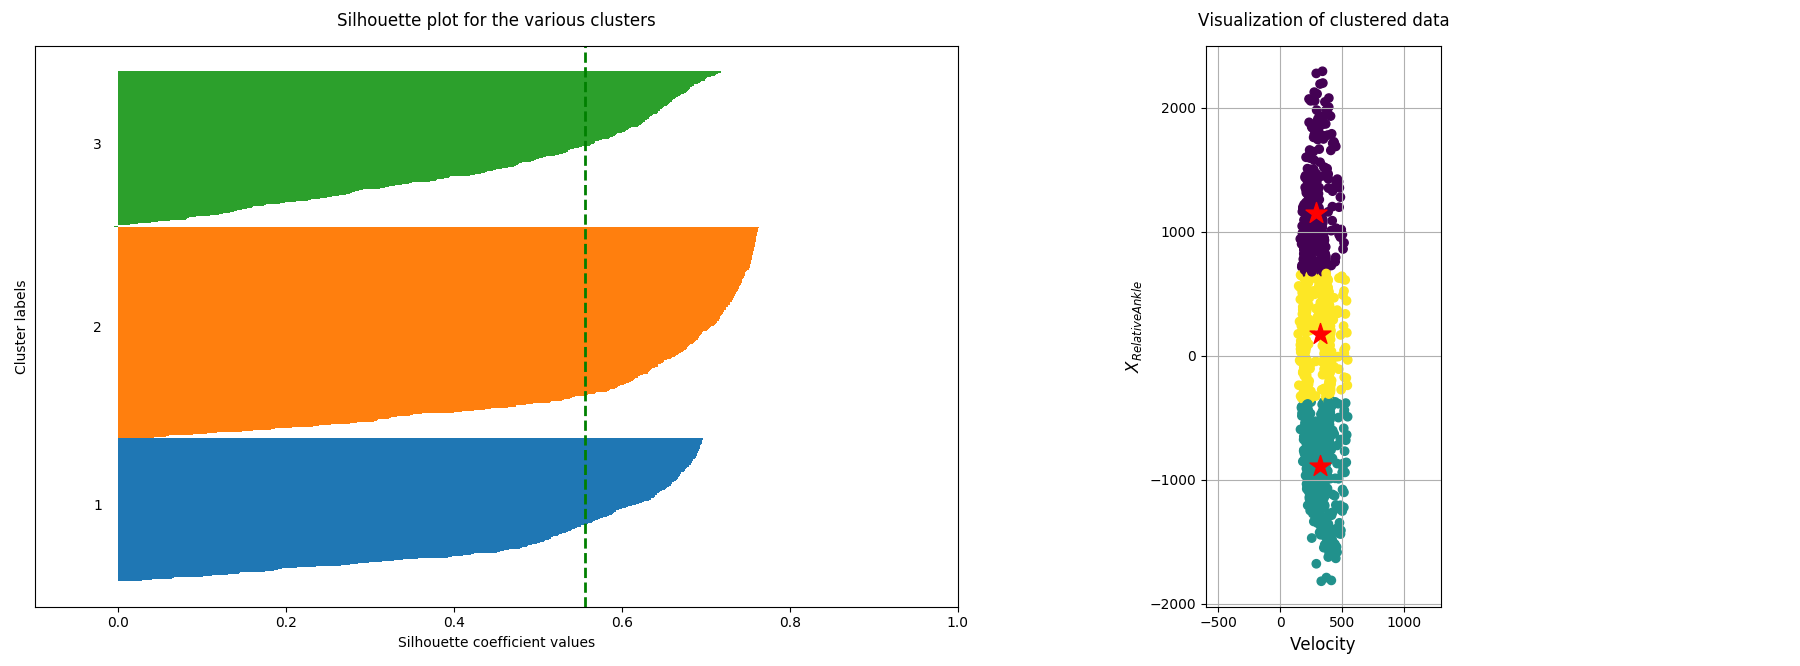 Silhouette plot for the various clusters
3
2
1
Cluster labels
0.0 0.2 0.4 0.6 0.8 1.0
Silhouette coefficient values
Visualization of clustered data
2000
1000
0
−1000
−2000
X RelativeAnkle
−500 0 500 1000
Velocity